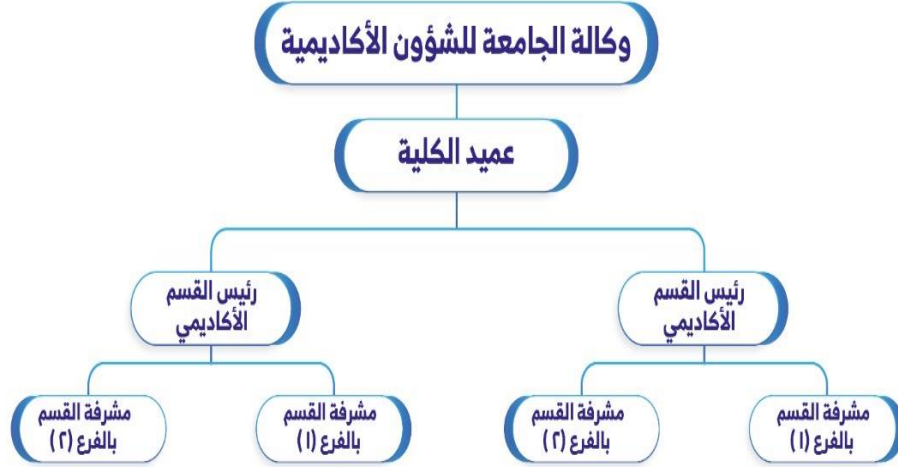 وكالة الجامعة للشؤون الأكاديمية
عميد الكلية
رئيس القسم
الأكاديمي
رئيس القسم
الأكاديمي
مشرفة القسم
بالفرع (١)
مشرفة القسم
بالفرع (٢)
مشرفة القسم
بالفرع (١)
مشرفة القسم
بالفرع (٢)